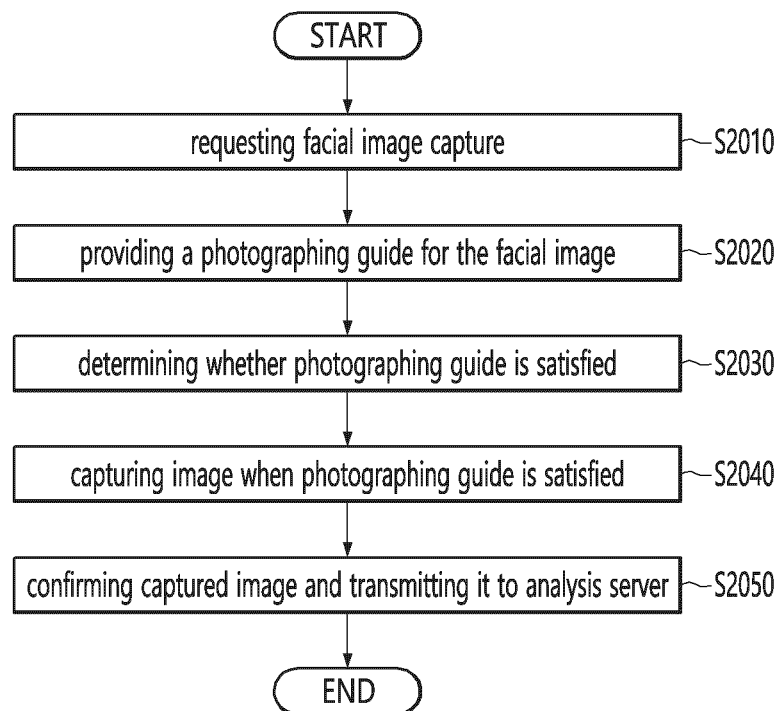 START
requesting facial image capture
S2010
providing a photographing guide for the facial image
S2020
determining whether photographing guide is satisfied
S2030
capturing image when photographing guide is satisfied
S2040
confirming captured image and transmitting it to analysis server
S2050
END